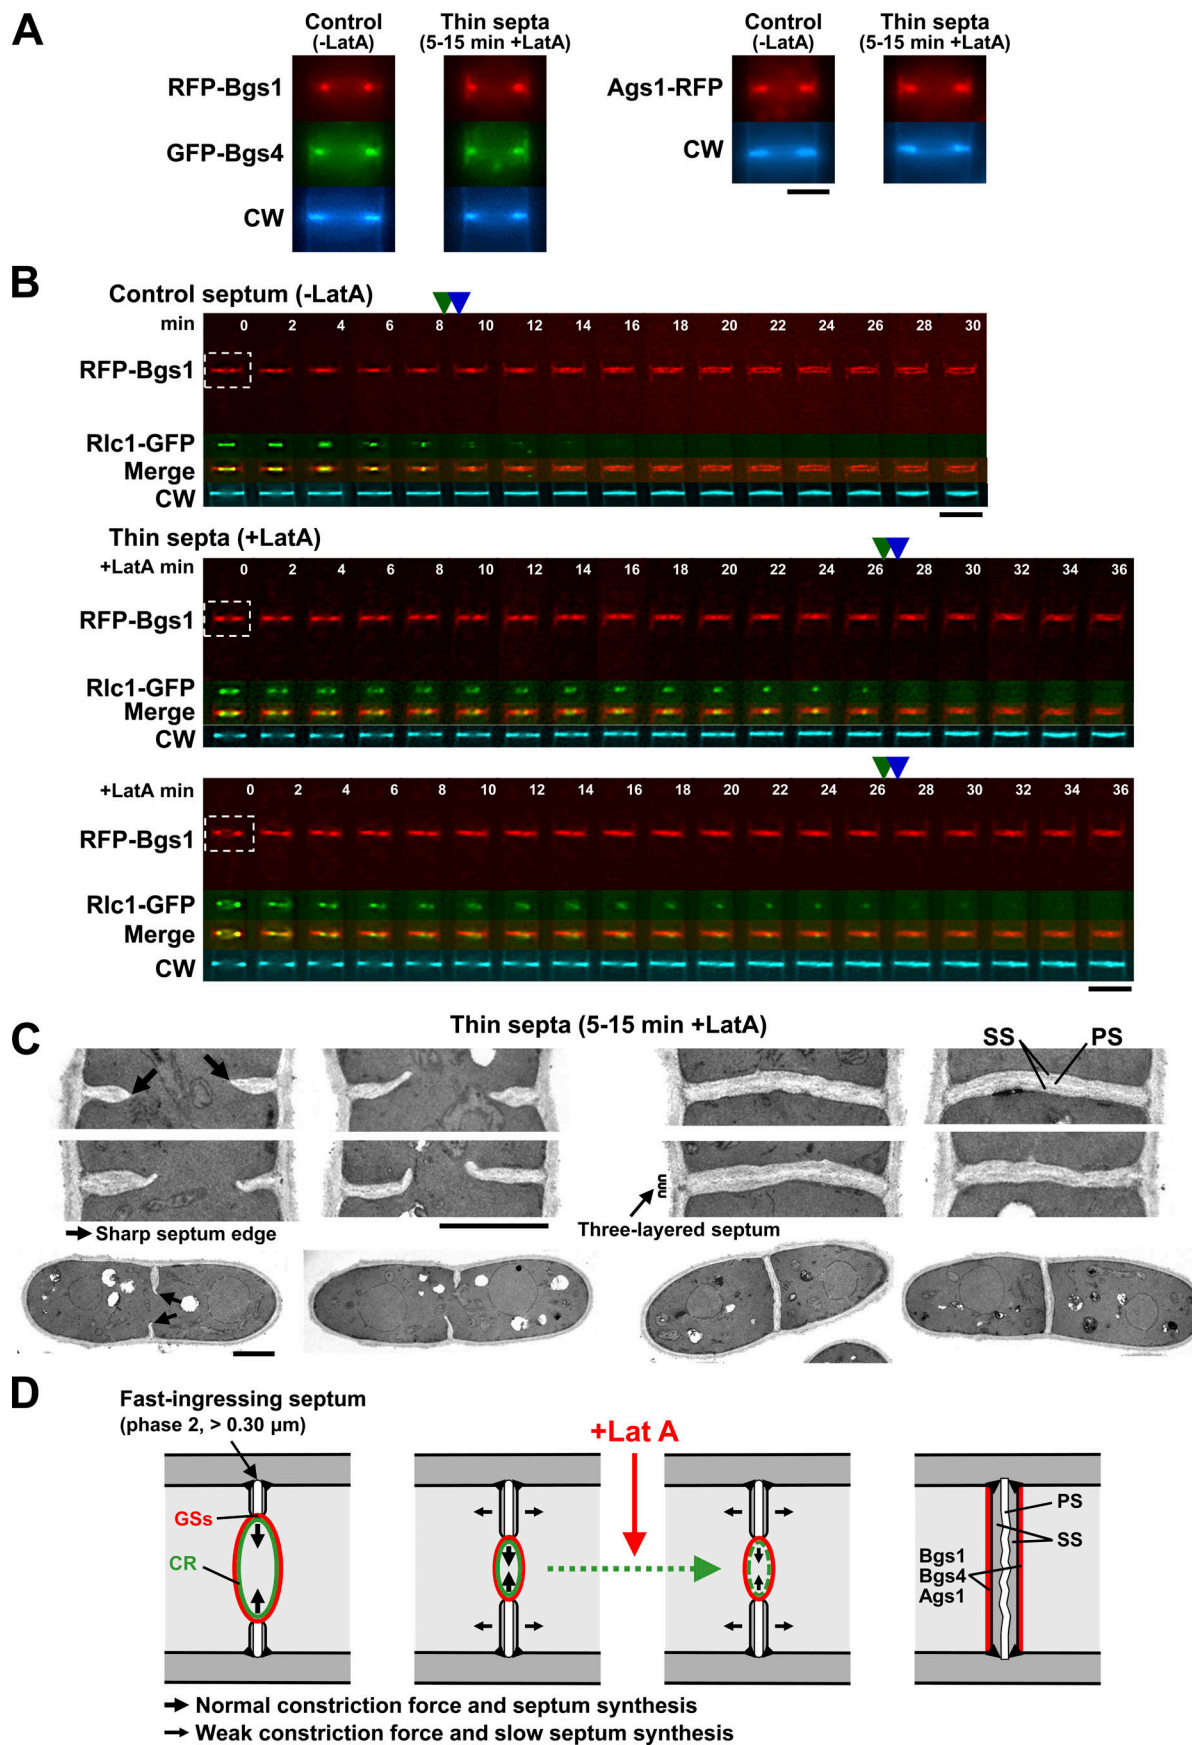 A
Control
(-LatA)
Thin septa
(5-15 min +LatA)
RFP-Bgs1
GFP-Bgs4
CW
Control
(-LatA)
Thin septa
(5-15 min +LatA)
Ags1-RFP
CW
B
Control septum (-LatA)
min 0 2 4 6 8 10 12 14 16 18 20 22 24 26 28 30
RFP-Bgs1
Rlc1-GFP
Merge
CW
Thin septa (+LatA)
+LatA min 0 2 4 6 8 10 12 14 16 18 20 22 24 26 28 30 32 34 36
RFP-Bgs1
Rlc1-GFP
Merge
CW
+LatA min 0 2 4 6 8 10 12 14 16 18 20 22 24 26 28 30 32 34 36
RFP-Bgs1
Rlc1-GFP
Merge
CW
C
Thin septa (5-15 min +LatA)
SS PS
Sharp septum edge
Three-layered septum
D
Fast-ingressing septum
(phase 2, > 0.30 µm)
+Lat A
GSs
CR
PS
SS
Bgs1
Bgs4
Ags1
Normal constriction force and septum synthesis
Weak constriction force and slow septum synthesis